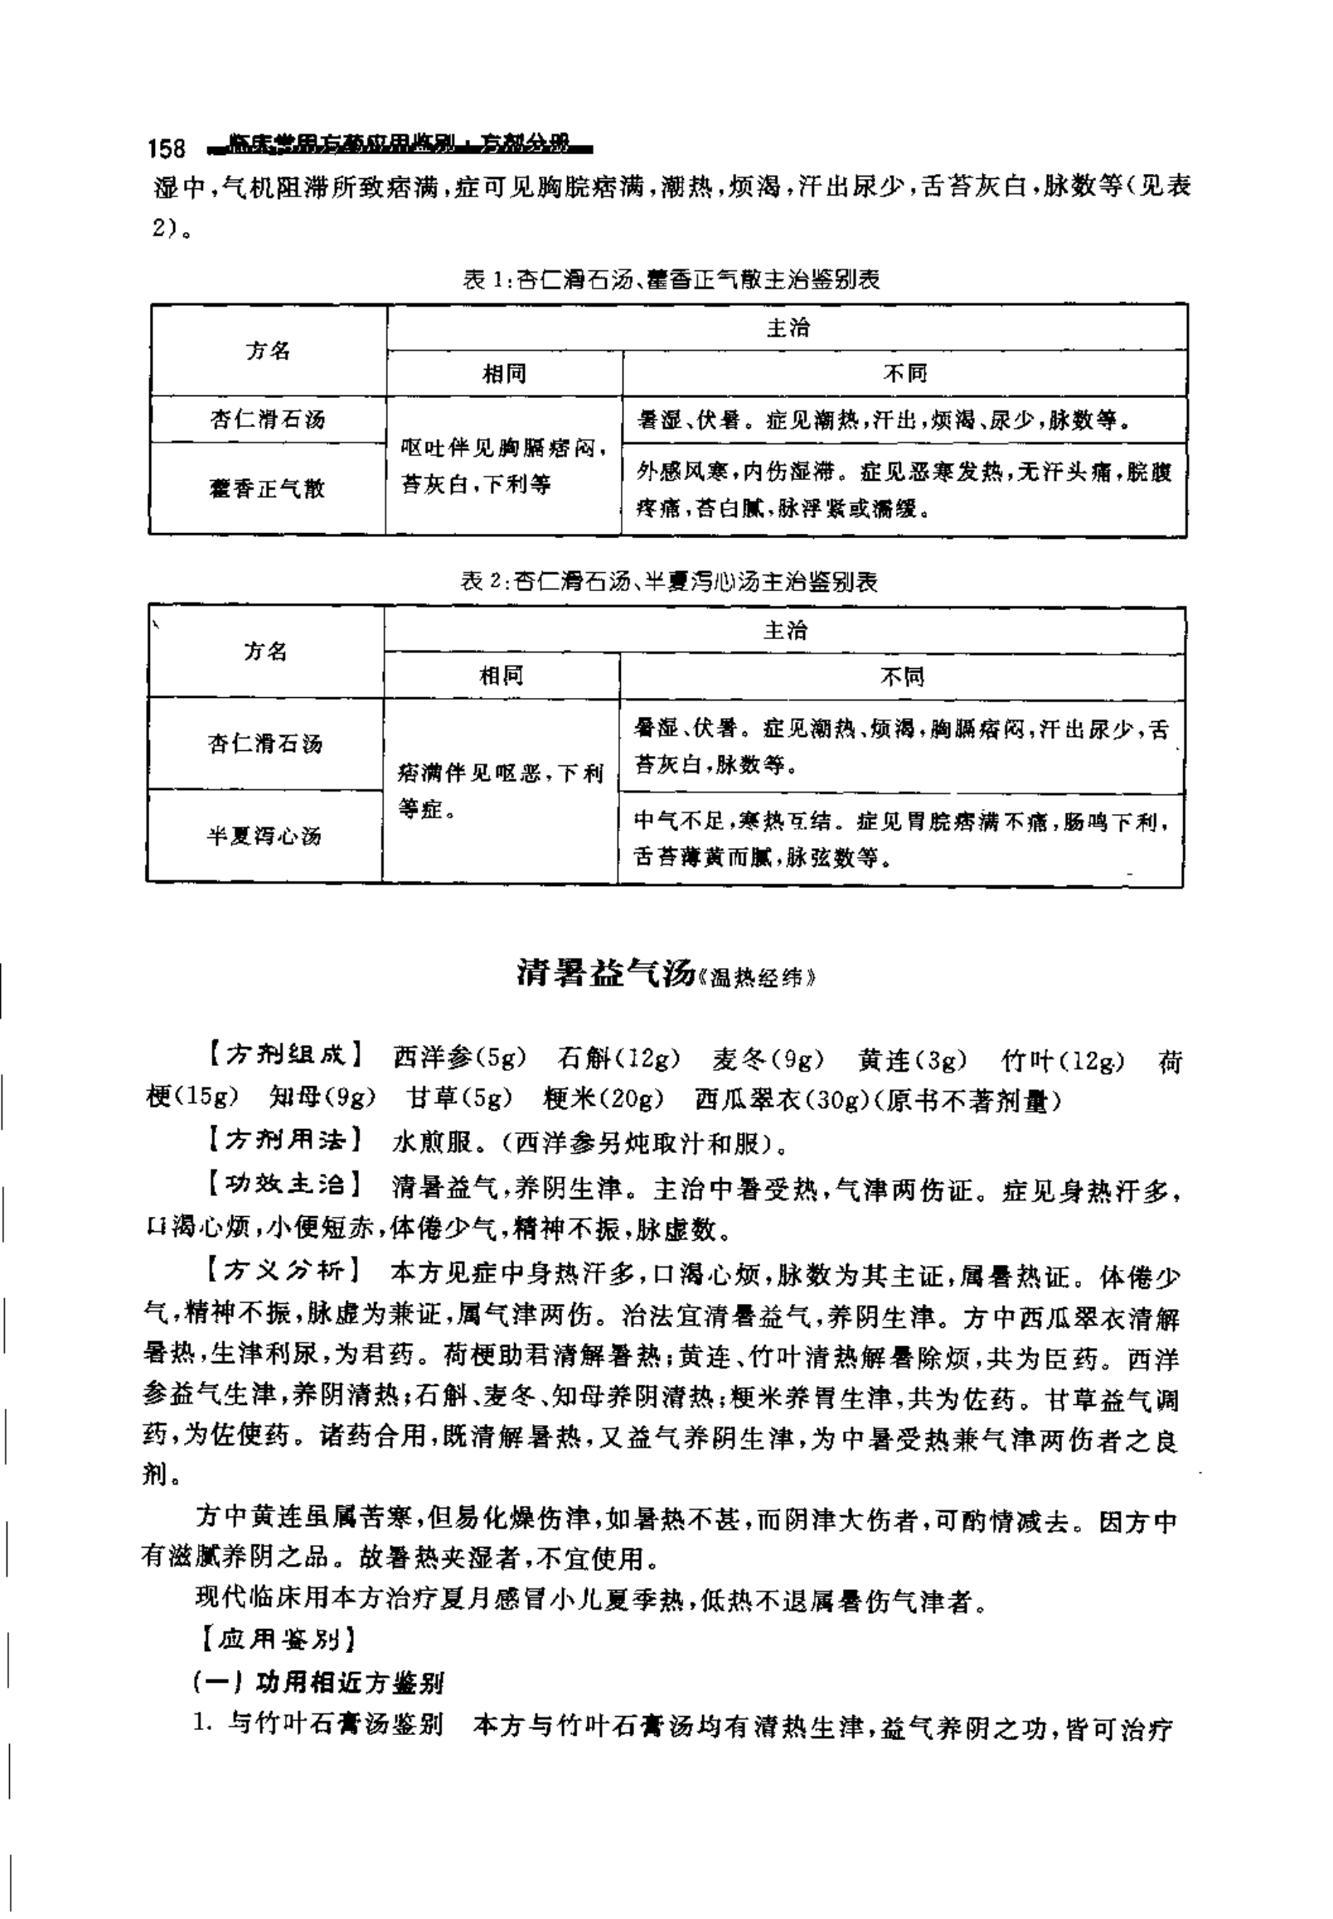 158 临床常用方药应用鉴别·方剂分册
湿中,气机阻滞所致痞满,症可见胸脘痞满,潮热,烦渴,汗出尿少,舌苔灰白,脉数等(见表
2)。
表 1:杏仁滑石汤、藿香正气散主治鉴别表
方名
主治
相同
不同
杏仁滑石汤
呕吐伴见胸膈痞闷,
苔灰白,下利等
暑湿、伏暑。症见潮热,汗出,烦渴、尿少,脉数等。
藿香正气散
外感风寒,内伤湿滞。症见恶寒发热,无汗头痛,脘腹
疼痛,苔白腻,脉浮紧或濡缓。
表 2:杏仁滑石汤、半夏泻心汤主治鉴别表
方名
主治
相同
不同
杏仁滑石汤
痞满伴见呕恶,下利
等症。
暑湿、伏暑。症见潮热、烦渴,胸膈痞闷,汗出尿少,舌
苔灰白,脉数等。
半夏泻心汤
中气不足,寒热互结。症见胃脘痞满不痛,肠鸣下利,
舌苔薄黄而腻,脉弦数等。
清暑益气汤《温热经纬》
【方剂组成】 西洋参(5g) 石斛(12g) 麦冬(9g) 黄连(3g) 竹叶(12g) 荷
梗(15g) 知母(9g) 甘草(5g) 粳米(20g) 西瓜翠衣(30g)(原书不著剂量)
【方剂用法】 水煎服。(西洋参另炖取汁和服)。
【功效主治】 清暑益气,养阴生津。主治中暑受热,气津两伤证。症见身热汗多,
口渴心烦,小便短赤,体倦少气,精神不振,脉虚数。
【方义分析】 本方见症中身热汗多,口渴心烦,脉数为其主证,属暑热证。体倦少
气,精神不振,脉虚为兼证,属气津两伤。治法宜清暑益气,养阴生津。方中西瓜翠衣清解
暑热,生津利尿,为君药。荷梗助君清解暑热;黄连、竹叶清热解暑除烦,共为臣药。西洋
参益气生津,养阴清热;石斛、麦冬、知母养阴清热;粳米养胃生津,共为佐药。甘草益气调
药,为佐使药。诸药合用,既清解暑热,又益气养阴生津,为中暑受热兼气津两伤者之良
剂。
方中黄连虽属苦寒,但易化燥伤津,如暑热不甚,而阴津大伤者,可酌情减去。因方中
有滋腻养阴之品。故暑热夹湿者,不宜使用。
现代临床用本方治疗夏月感冒小儿夏季热,低热不退属暑伤气津者。
【应用鉴别】
(一)功用相近方鉴别
1. 与竹叶石膏汤鉴别 本方与竹叶石膏汤均有清热生津,益气养阴之功,皆可治疗